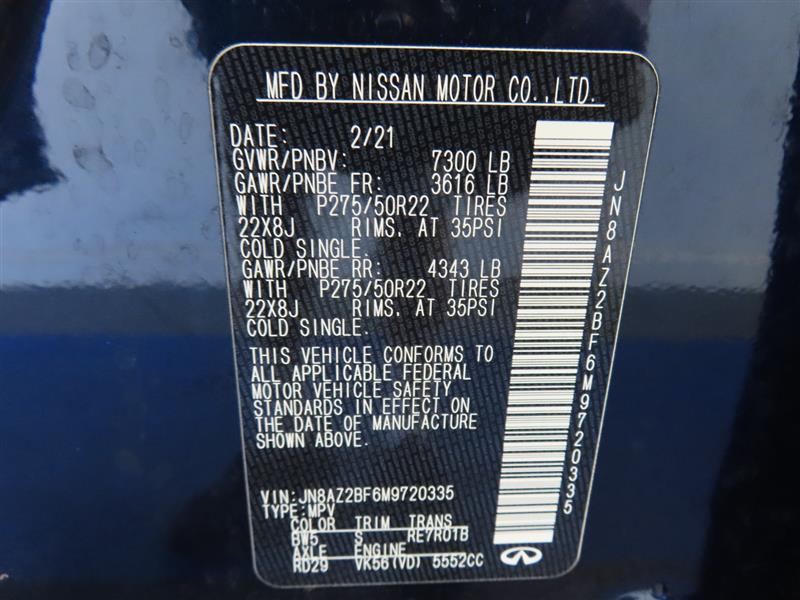 MFD BY NISSAN MOTOR CO.,LTD.
DATE: 2/21
GVWR/PNBV: 7300 LB
GAWR/PNBE FR: 3616 LB
WITH P275/50R22 TIRES
22X8J RIMS, AT 35PSI
COLD SINGLE.
GAWR/PNBE RR: 4343 LB
WITH P275/50R22 TIRES
22X8J RIMS, AT 35PSI
COLD SINGLE.
THIS VEHICLE CONFORMS TO
ALL APPLICABLE FEDERAL
MOTOR VEHICLE SAFETY
STANDARDS IN EFFECT ON
THE DATE OF MANUFACTURE
SHOWN ABOVE.
VIN:JN8AZ2BF6M9720335
TYPE:MPV
COLOR TRIM TRANS
BW5 S RE7R01B
AXLE ENGINE
RD29 VK56(VD) 5552CC
JN8AZ2BF6M9720335